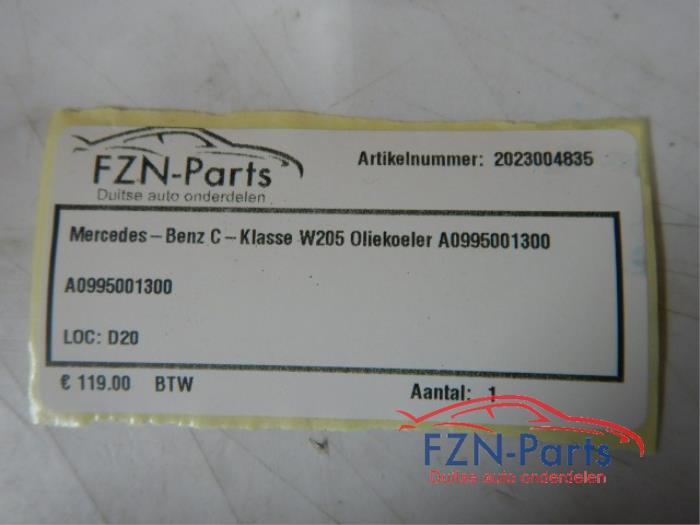 FZN-Parts
Duitse auto onderdelen
Artikelnummer: 2023004835
Mercedes-Benz C-Klasse W205 Oliekoeler A0995001300
A0995001300
LOC: D20
€ 119.00 BTW
Aantal: 1
FZN-Parts
Duitse auto onderdelen